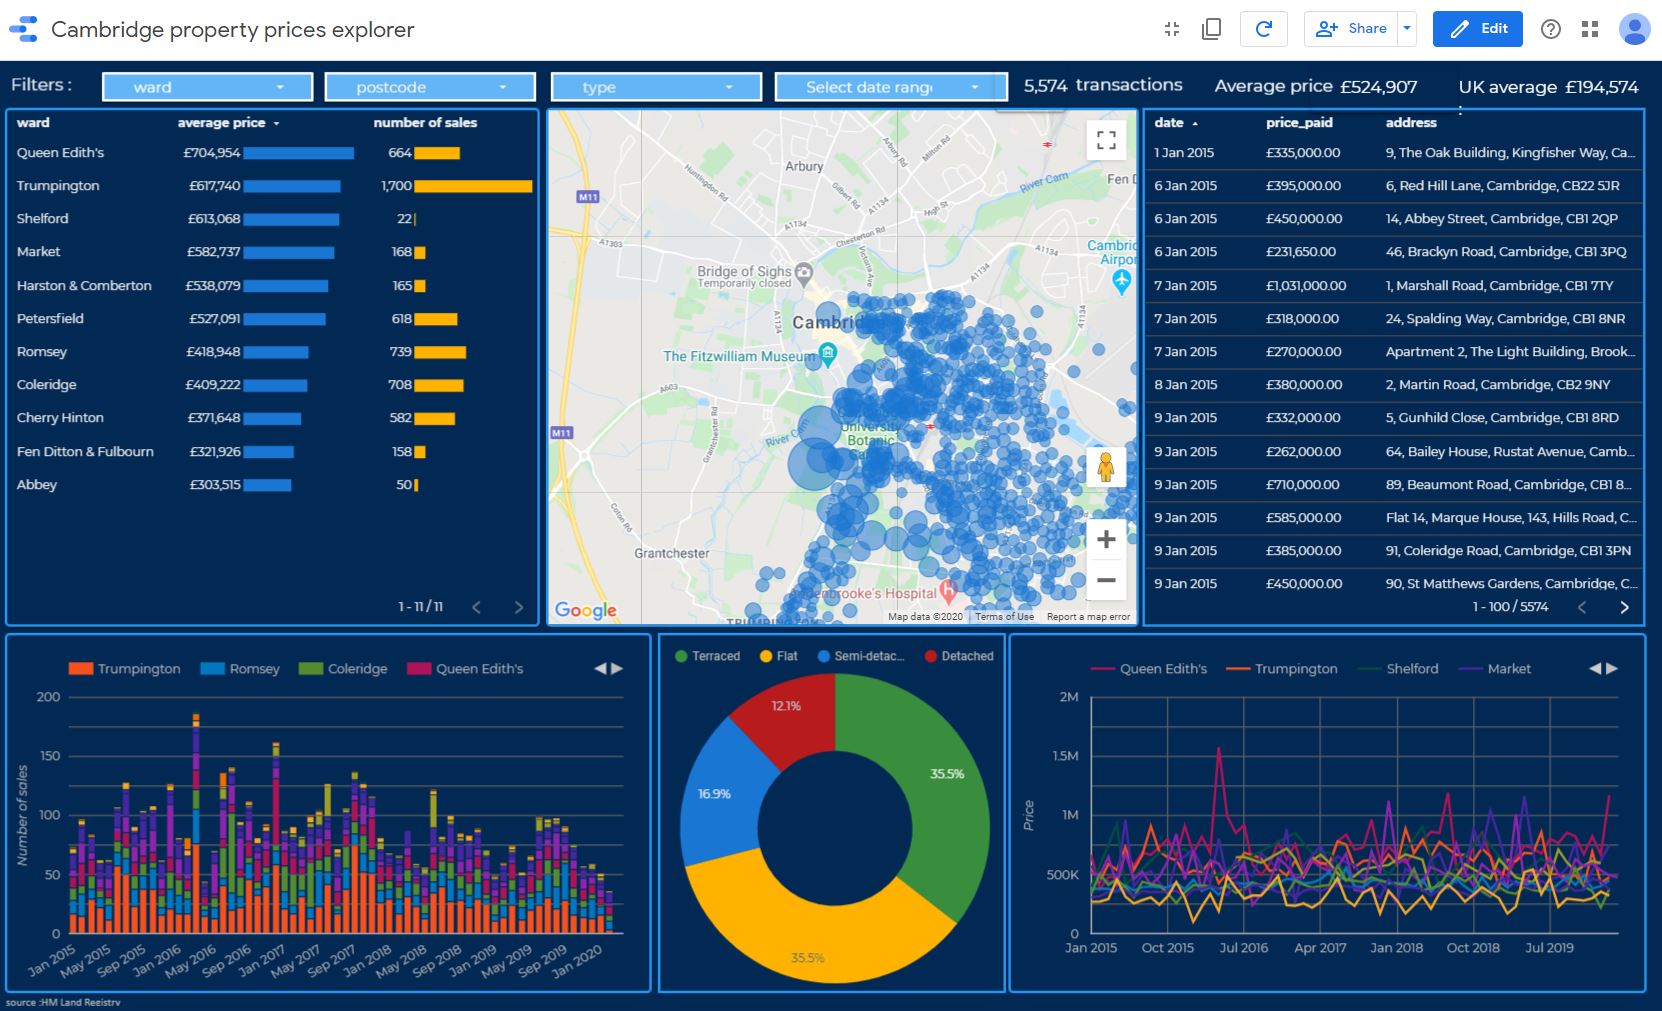 Cambridge property prices explorer
Share
Edit
Filters :
ward
postcode
type
Select date rang
5,574 transactions
Average price £524,907
UK average £194,574
ward average price number of sales
Queen Edith's £704,954 664
Trumpington £617,740 1,700
Shelford £613,068 22
Market £582,737 168
Harston & Comberton £538,079 165
Petersfield £527,091 618
Romsey £418,948 739
Coleridge £409,222 708
Cherry Hinton £371,648 582
Fen Ditton & Fulbourn £321,926 158
Abbey £303,515 50
1 - 11 / 11
Arbury
Arbury Rd
Milton Rd
Fen D
River Cam
M11
Huntingdon Rd
Gilbert Rd
A1134
High St
A1134
Chesterton Rd
A1303
A1134
Victoria Ave
A1134
Cambridg
Airpor
Bridge of Sighs
Temporarily closed
A1134
A1134
Cambrid
The Fitzwilliam Museum
A603
Grantchester Rd
M11
River Cam
University
Botanic
Coton Rd
Grantchester
Addenbrooke's Hospital
TRUMPINGTON
Google
Map data ©2020 Terms of Use Report a map error
date price_paid address
1 Jan 2015 £335,000.00 9, The Oak Building, Kingfisher Way, Ca...
6 Jan 2015 £395,000.00 6, Red Hill Lane, Cambridge, CB22 5JR
6 Jan 2015 £450,000.00 14, Abbey Street, Cambridge, CB1 2QP
6 Jan 2015 £231,650.00 46, Brackyn Road, Cambridge, CB1 3PQ
7 Jan 2015 £1,031,000.00 1, Marshall Road, Cambridge, CB1 7TY
7 Jan 2015 £318,000.00 24, Spalding Way, Cambridge, CB1 8NR
7 Jan 2015 £270,000.00 Apartment 2, The Light Building, Brook...
8 Jan 2015 £380,000.00 2, Martin Road, Cambridge, CB2 9NY
9 Jan 2015 £332,000.00 5, Gunhild Close, Cambridge, CB1 8RD
9 Jan 2015 £262,000.00 64, Bailey House, Rustat Avenue, Camb...
9 Jan 2015 £710,000.00 89, Beaumont Road, Cambridge, CB1 8...
9 Jan 2015 £585,000.00 Flat 14, Marque House, 143, Hills Road, C...
9 Jan 2015 £385,000.00 91, Coleridge Road, Cambridge, CB1 3PN
9 Jan 2015 £450,000.00 90, St Matthews Gardens, Cambridge, C...
1 - 100 / 5574
Trumpington Romsey Coleridge Queen Edith's
Number of sales
200
150
100
50
0
Jan 2015 May 2015 Sep 2015 Jan 2016 May 2016 Sep 2016 Jan 2017 May 2017 Sep 2017 Jan 2018 May 2018 Sep 2018 Jan 2019 May 2019 Sep 2019 Jan 2020
Terraced Flat Semi-detac... Detached
12.1%
35.5%
16.9%
35.5%
Queen Edith's Trumpington Shelford Market
Price
2M
1.5M
1M
500K
0
Jan 2015 Oct 2015 Jul 2016 Apr 2017 Jan 2018 Oct 2018 Jul 2019
source :HM Land Registry